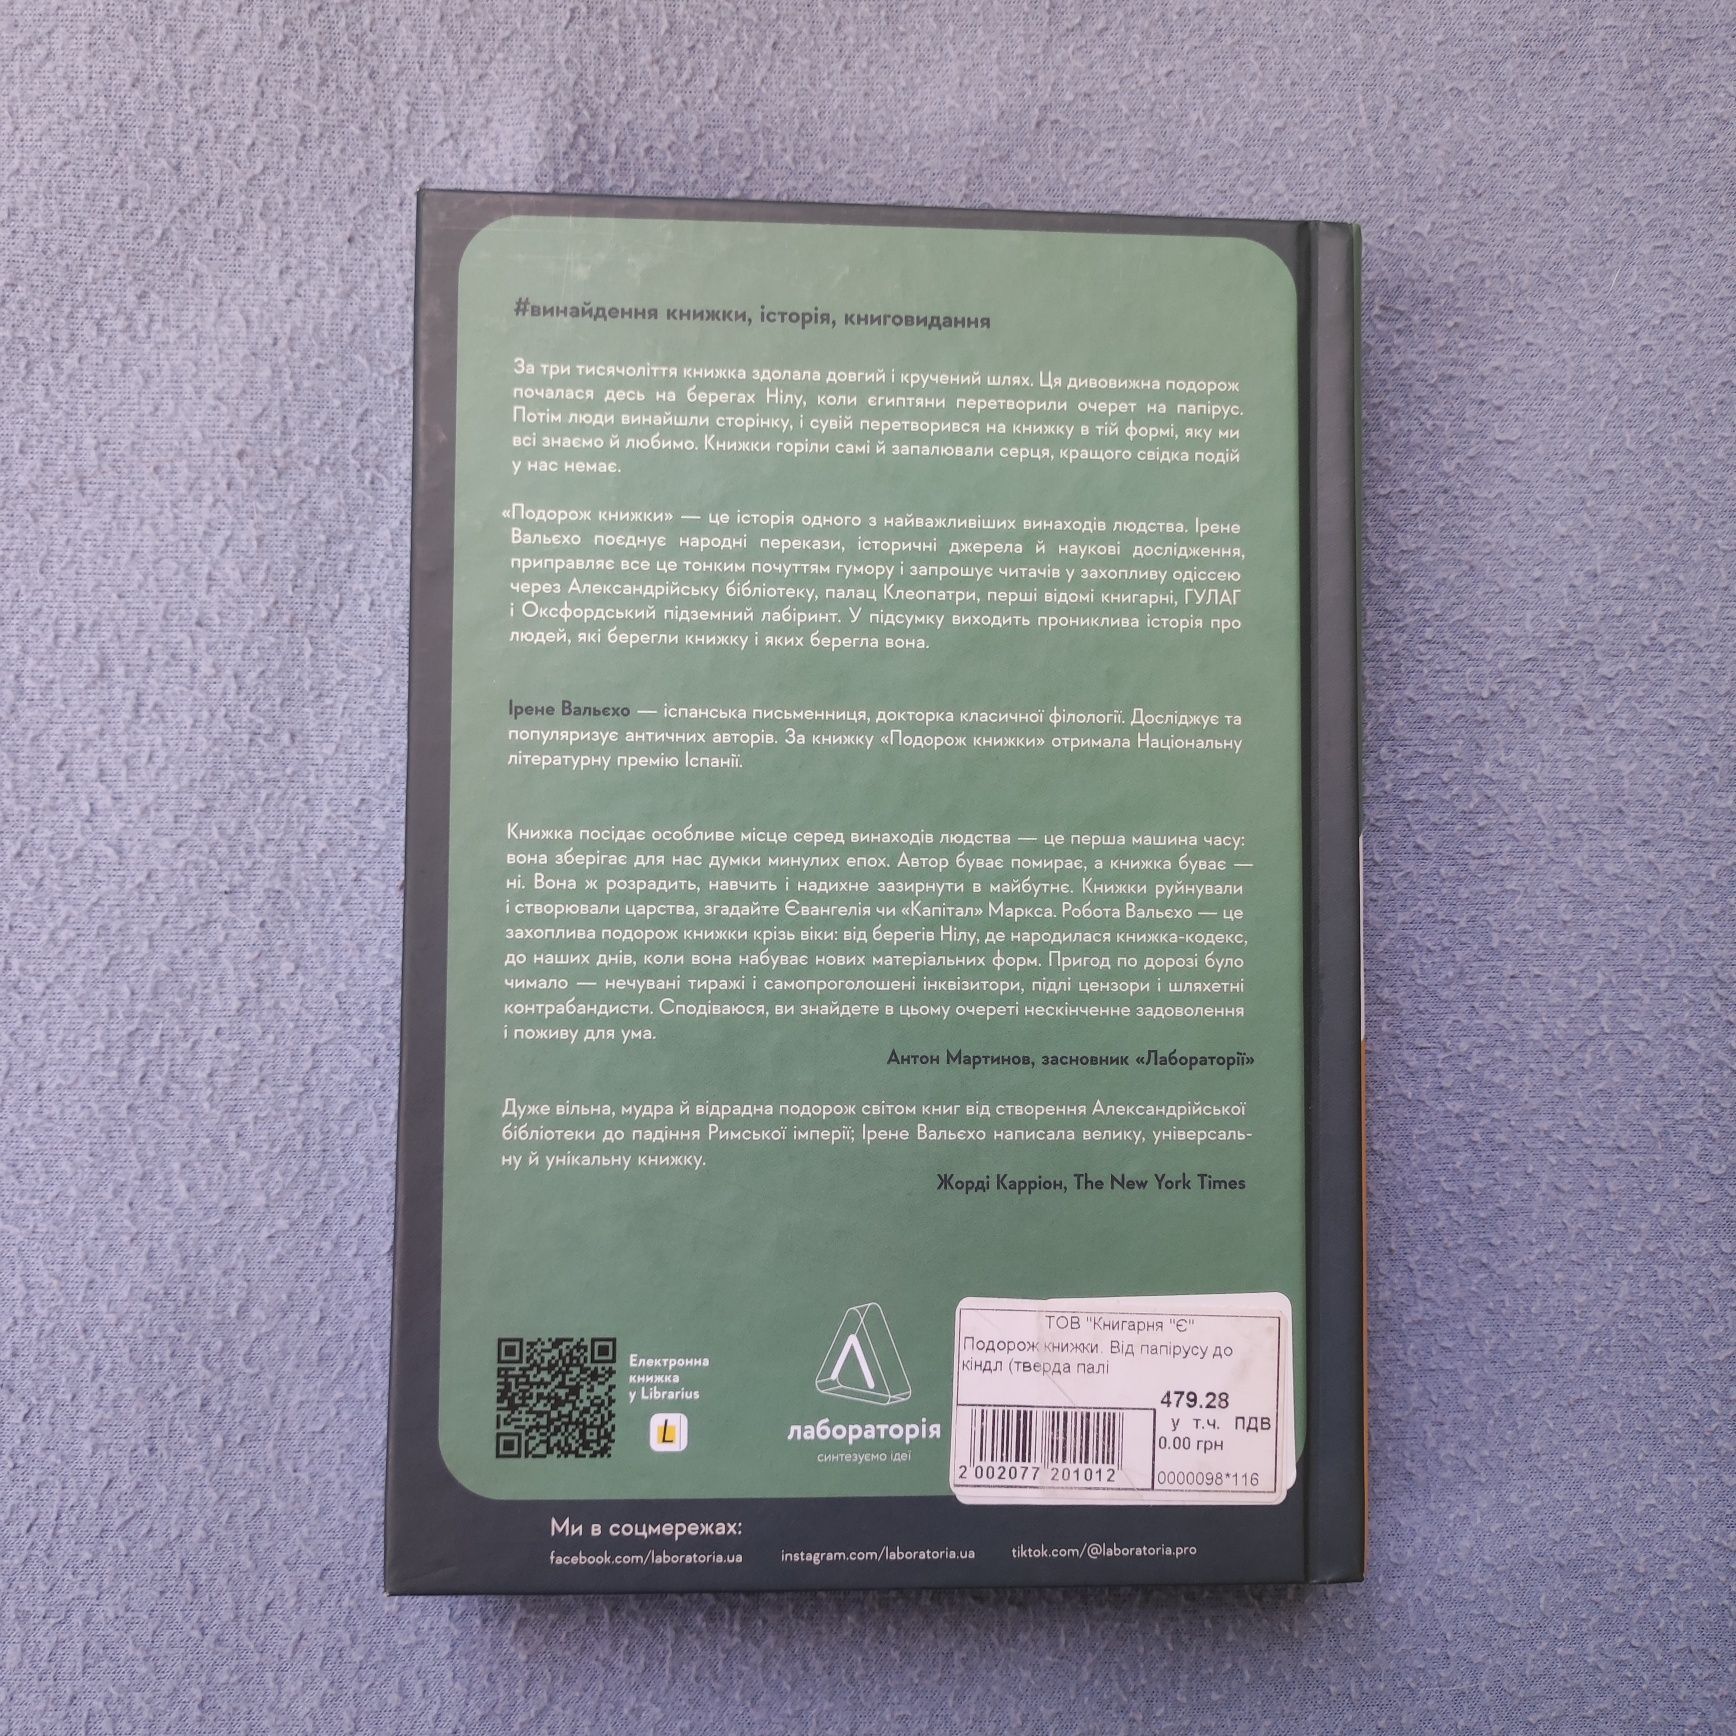 #винайдення книжки, історія, книговидання
За три тисячоліття книжка здолала довгий і кручений шлях. Ця дивовижна подорож
почалася десь на берегах Нілу, коли єгиптяни перетворили очерет на папірус.
Потім люди винайшли сторінку, і сувій перетворився на книжку в тій формі, яку ми
всі знаємо й любимо. Книжки горіли самі й запалювали серця, кращого свідка подій
у нас немає.
«Подорож книжки» — це історія одного з найважливіших винаходів людства. Ірене
Вальєхо поєднує народні перекази, історичні джерела й наукові дослідження,
приправляє все це тонким почуттям гумору і запрошує читачів у захопливу одіссею
через Александрійську бібліотеку, палац Клеопатри, перші відомі книгарні, ГУЛАГ
і Оксфордський підземний лабіринт. У підсумку виходить проникнива історія про
людей, які берегли книжку і яких берегла вона.
Ірене Вальєхо — іспанська письменниця, докторка класичної філології. Досліджує та
популяризує античних авторів. За книжку «Подорож книжки» отримала Національну
літературну премію Іспанії.
Книжка посідає особливе місце серед винаходів людства — це перша машина часу:
вона зберігає для нас думки минулих епох. Автор буває помирає, а книжка буває —
ні. Вона ж розрадить, навчить і надихне зазирнути в майбутнє. Книжки руйнували
і створювали царства, згадайте Євангелія чи «Капітал» Маркса. Робота Вальєхо — це
захоплива подорож книжки крізь віки: від берегів Нілу, де народилася книжка-кодекс,
до наших днів, коли вона набуває нових матеріальних форм. Пригод по дорозі було
чимало — нечувані тиражі і самопроголошені інквізитори, підлі цензори і шляхетні
контрабандисти. Сподіваюся, ви знайдете в цьому очереті нескінченне задоволення
і поживу для ума.
Антон Мартинов, засновник «Лабораторії»
Дуже вільна, мудра й відрадна подорож світом книг від створення Александрійської
бібліотеки до падіння Римської імперії; Ірене Вальєхо написала велику, універсаль-
ну й унікальну книжку.
Жорді Карріон, The New York Times
Електронна
книжка
у Librarius
L
лабораторія
синтезуємо ідеї
ТОВ "Книгарня "Є"
Подорож книжки. Від папірусу до
кіндл (тверда палі
479.28
у т.ч. ПДВ
0.00 грн
2 002077 201012
0000098*116
Ми в соцмережах:
facebook.com/laboratoria.ua
instagram.com/laboratoria.ua
tiktok.com/@laboratoria.pro